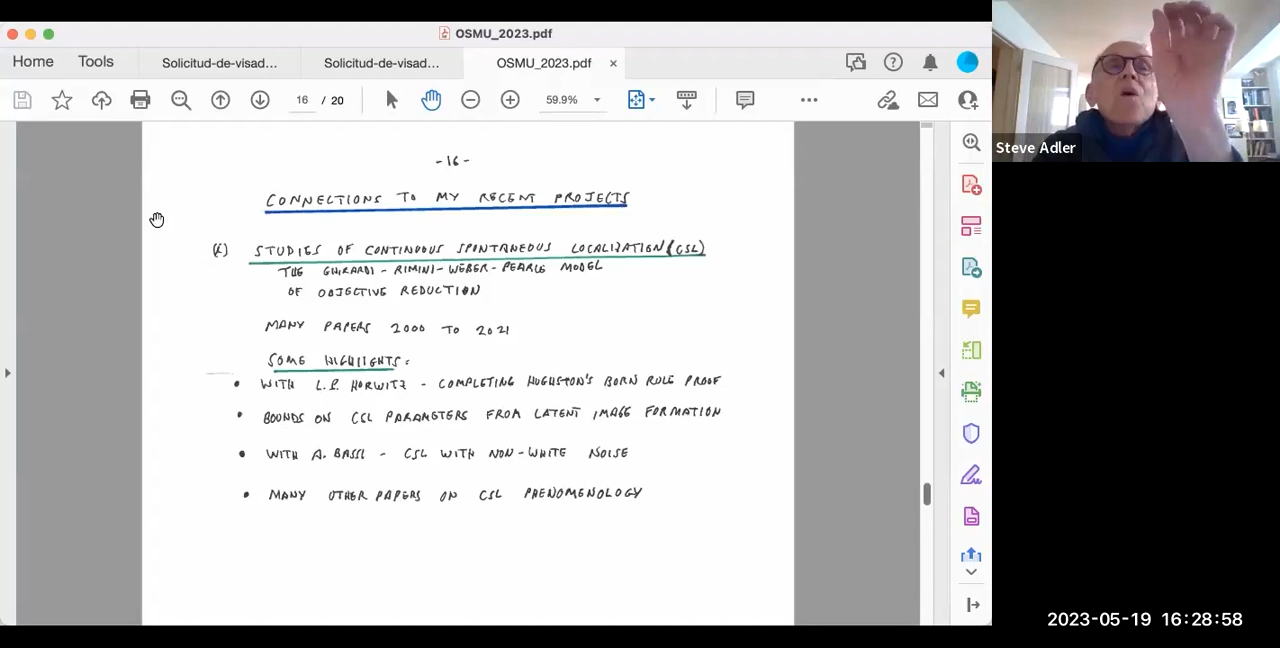 OSMU_2023.pdf
Home
Tools
Solicitud-de-visad...
Solicitud-de-visad...
OSMU_2023.pdf
16 / 20
59.9%
Steve Adler
-16-
CONNECTIONS TO MY RECENT PROJECTS
STUDIES OF CONTINUOUS SPONTANEOUS LOCALIZATION (CSL)
THE GHIRARDI - RIMINI - WEBER - PEARLE MODEL
OF OBJECTIVE REDUCTION
MANY PAPERS 2000 TO 2021
SOME HIGHLIGHTS:
• WITH L.P. HORWITZ - COMPLETING HUGHSTON'S BORN RULE PROOF
• BOUNDS ON CSL PARAMETERS FROM LATENT IMAGE FORMATION
• WITH A. BASSI - CSL WITH NON-WHITE NOISE
• MANY OTHER PAPERS ON CSL PHENOMENOLOGY
2023-05-19 16:28:58